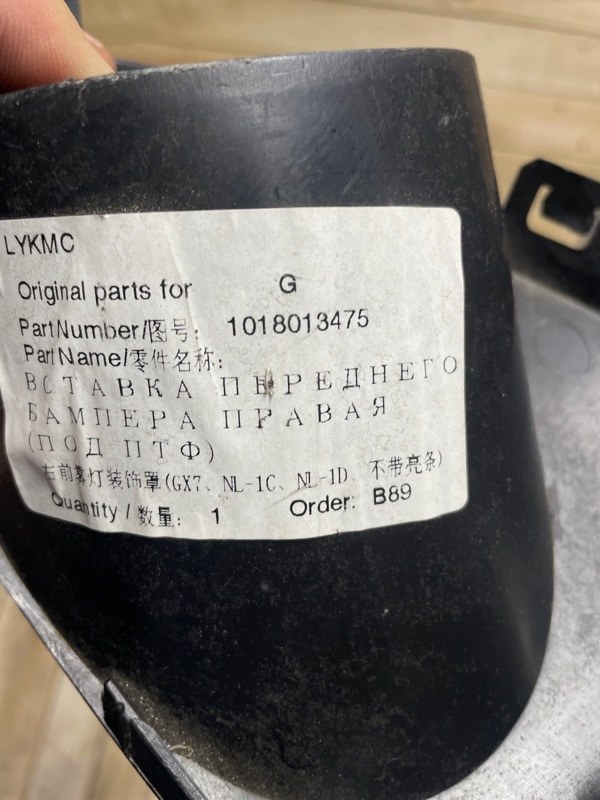 LYKMC
Original parts for G
PartNumber/图号: 1018013475
PartName/零件名称:
ВСТАВКА ПЕРЕДНЕГО
БАМПЕРА ПРАВАЯ
(ПОД ПТФ)
右前雾灯装饰罩(GX7、NL-1C、NL-1D、不带亮条)
Quantity/数量: 1 Order: B89